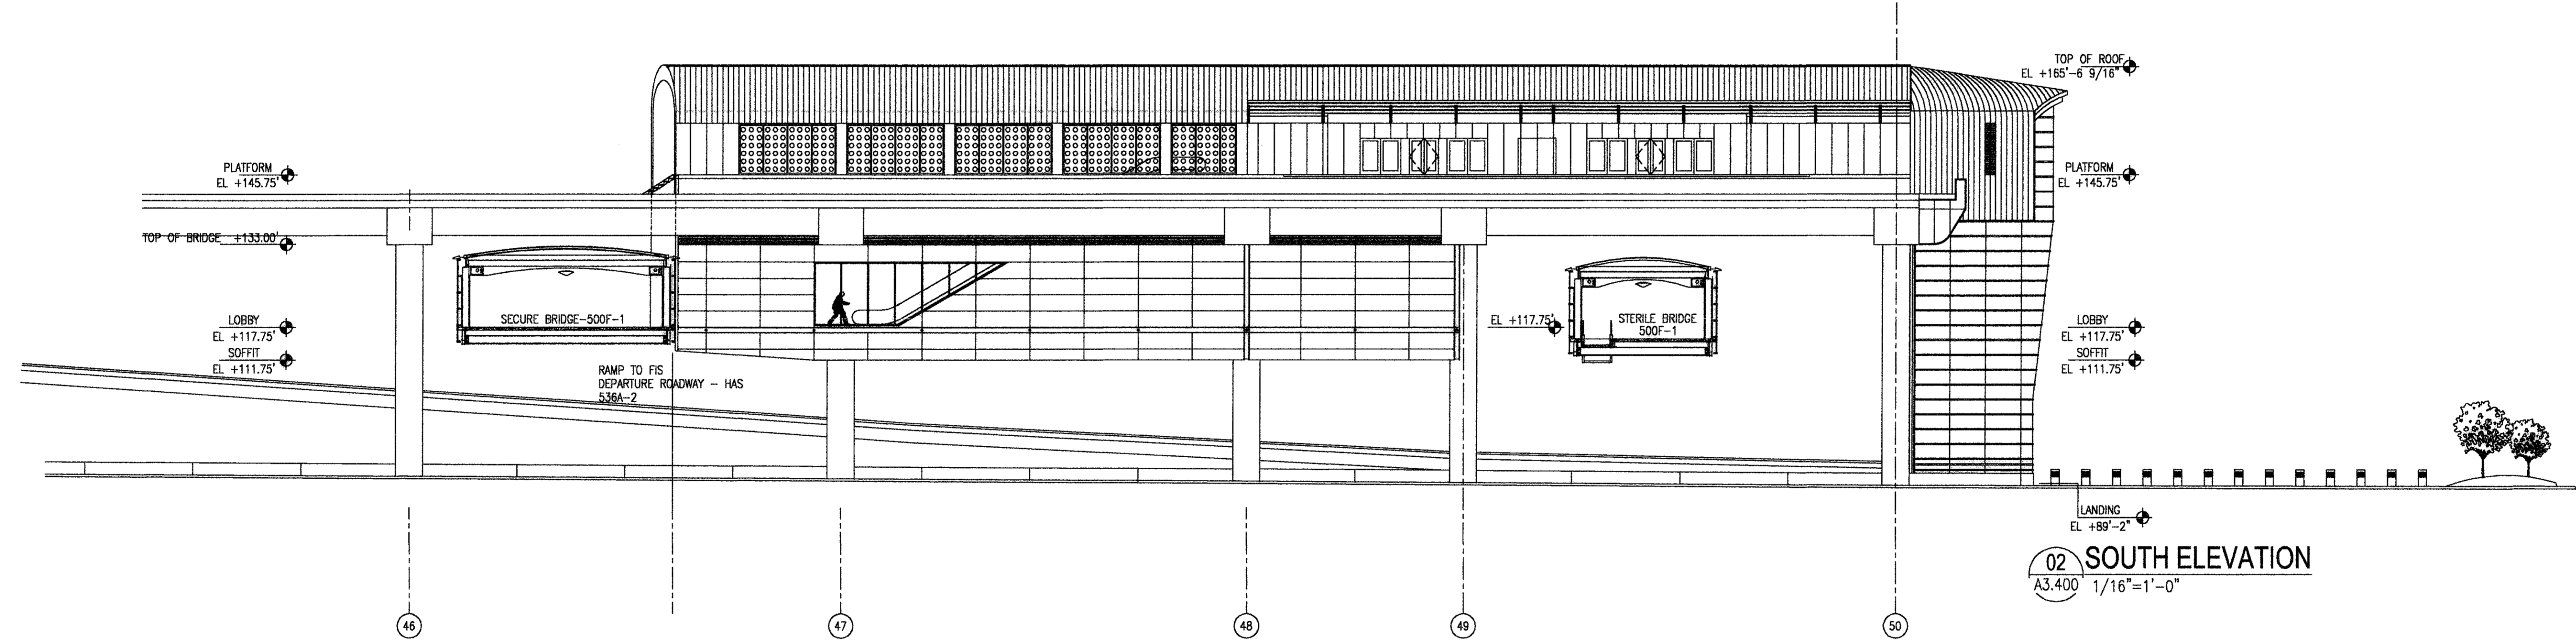 TOP OF ROOF
EL +165'-6 9/16"
PLATFORM
EL +145.75'
PLATFORM
EL +145.75'
TOP OF BRIDGE +133.00'
LOBBY
EL +117.75'
SOFFIT
EL +111.75'
SECURE BRIDGE-500F-1
EL +117.75'
STERILE BRIDGE
500F-1
LOBBY
EL +117.75'
SOFFIT
EL +111.75'
RAMP TO FIS
DEPARTURE ROADWAY - HAS
536A-2
LANDING
EL +89'-2"
02 SOUTH ELEVATION
A3.400 1/16"=1'-0"
46 47 48 49 50